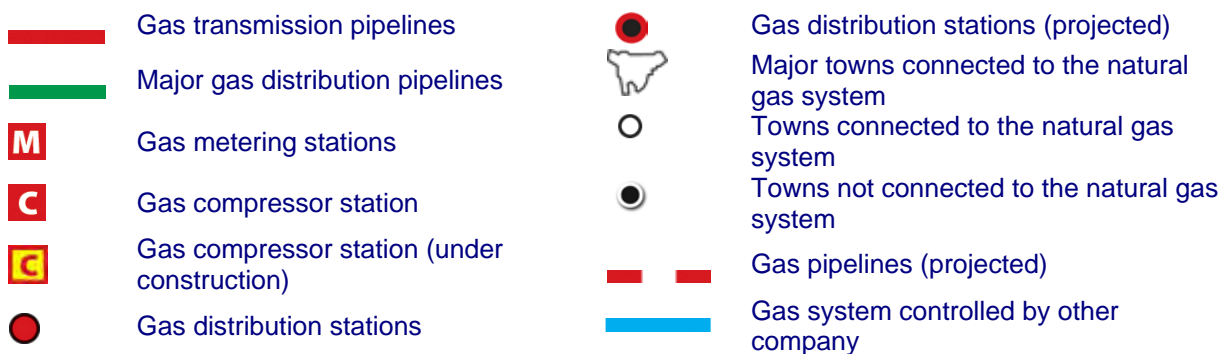 Gas transmission pipelines
Major gas distribution pipelines
M
Gas metering stations
C
Gas compressor station
C
Gas compressor station (under
construction)
Gas distribution stations
Gas distribution stations (projected)
Major towns connected to the natural
gas system
Towns connected to the natural gas
system
Towns not connected to the natural gas
system
Gas pipelines (projected)
Gas system controlled by other
company